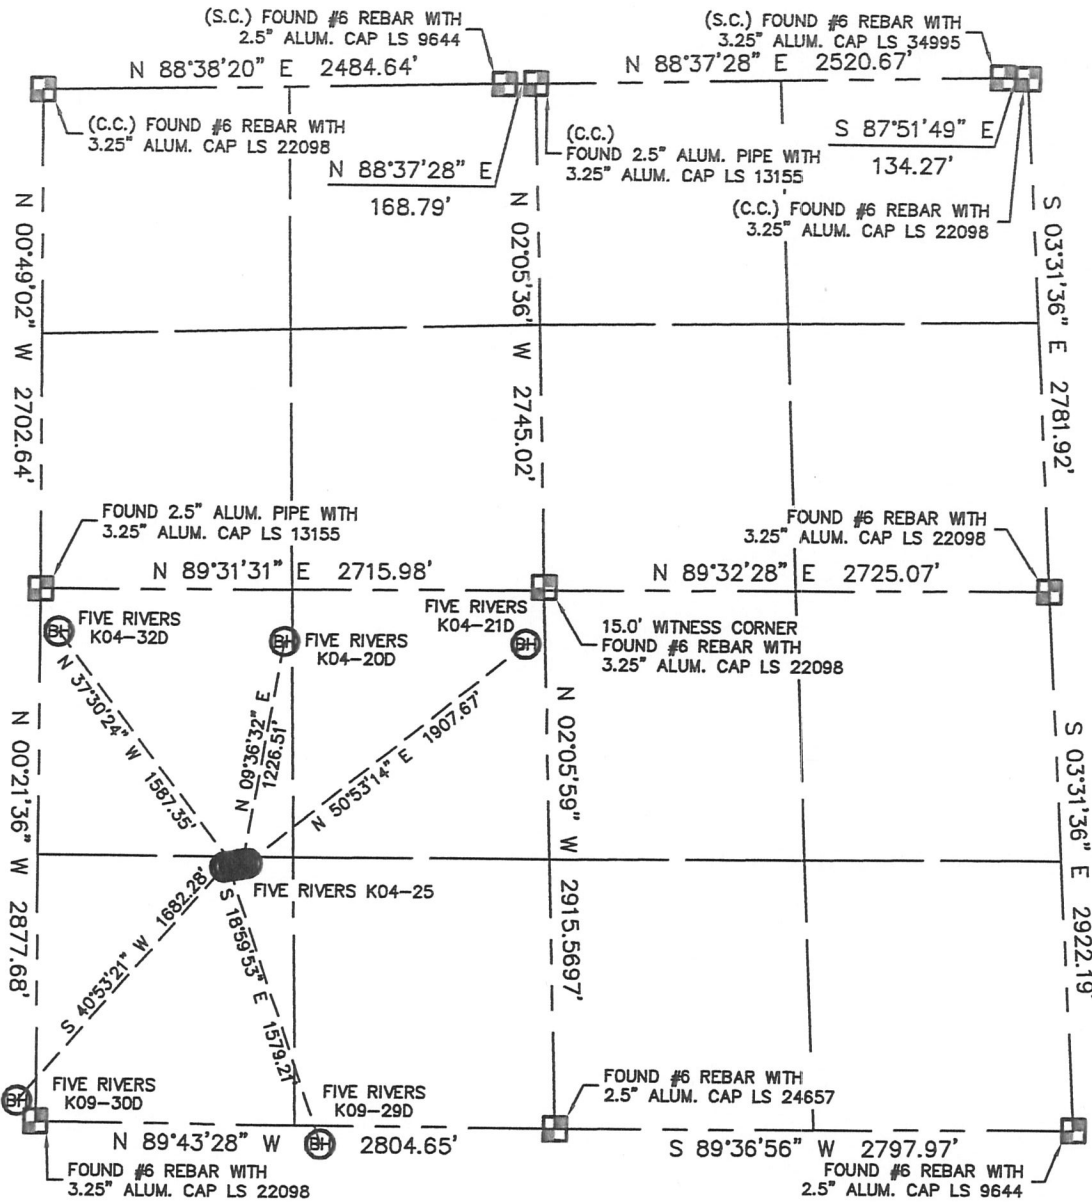 (S.C.) FOUND #6 REBAR WITH
2.5" ALUM. CAP LS 9644
(S.C.) FOUND #6 REBAR WITH
3.25" ALUM. CAP LS 34995
N 88°38'20" E 2484.64'
N 88°37'28" E 2520.67'
(C.C.) FOUND #6 REBAR WITH
3.25" ALUM. CAP LS 22098
N 88°37'28" E
168.79'
(C.C.)
FOUND 2.5" ALUM. PIPE WITH
3.25" ALUM. CAP LS 13155
S 87°51'49" E
134.27'
(C.C.) FOUND #6 REBAR WITH
3.25" ALUM. CAP LS 22098
N 00°49'02" W 2702.64'
N 02°05'36" W 2745.02'
S 03°31'36" E 2781.92'
FOUND 2.5" ALUM. PIPE WITH
3.25" ALUM. CAP LS 13155
FOUND #6 REBAR WITH
3.25" ALUM. CAP LS 22098
N 89°31'31" E 2715.98'
N 89°32'28" E 2725.07'
BH
FIVE RIVERS
K04-32D
BH
FIVE RIVERS
K04-20D
FIVE RIVERS
K04-21D
BH
15.0' WITNESS CORNER
FOUND #6 REBAR WITH
3.25" ALUM. CAP LS 22098
N 37°30'24" W 1587.35'
N 09°36'32" E
1226.51'
N 50°53'14" E 1907.67'
N 00°21'36" W 2877.68'
N 02°05'59" W 2915.5697'
S 03°31'36" E 2922.19'
FIVE RIVERS K04-25
S 40°53'21" W 1682.28'
S 18°59'53" E 1579.21'
BH
FIVE RIVERS
K09-30D
FIVE RIVERS
K09-29D
BH
FOUND #6 REBAR WITH
2.5" ALUM. CAP LS 24657
N 89°43'28" W 2804.65'
S 89°36'56" W 2797.97'
FOUND #6 REBAR WITH
3.25" ALUM. CAP LS 22098
FOUND #6 REBAR WITH
2.5" ALUM. CAP LS 9644